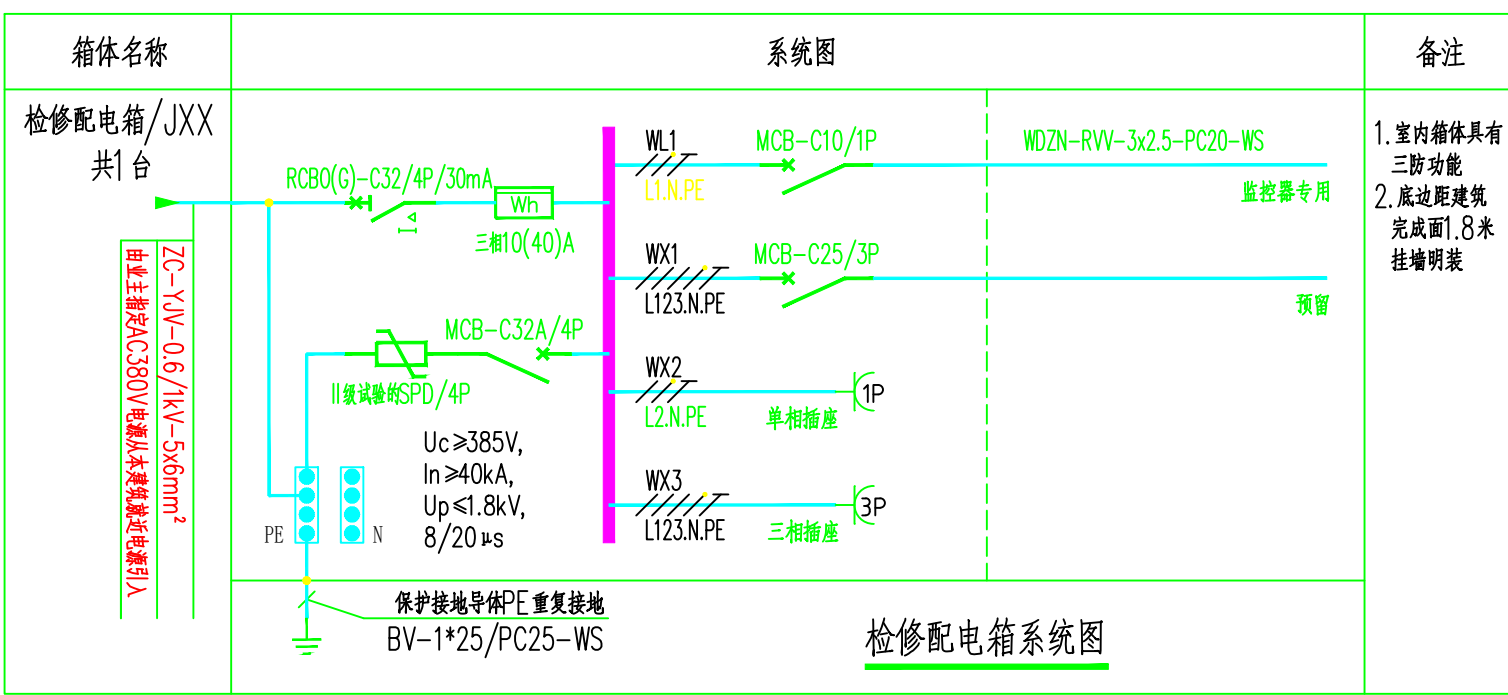 箱体名称
系统图
备注
检修配电箱/JXX
共1台
ZC-YJV-0.6/1kV-5x6mm²
由业主指定AC380V电源从本建筑就近电源引入
RCBO(G)-C32/4P/30mA
I
Wh
三相10(40)A
MCB-C32A/4P
II级试验的SPD/4P
Uc≥385V,
In≥40kA,
Up≤1.8kV,
8/20μs
PE
N
保护接地导体PE重复接地
BV-1*25/PC25-WS
WL1
L1.N.PE
MCB-C10/1P
WDZN-RVV-3x2.5-PC20-WS
监控器专用
WX1
L123.N.PE
MCB-C25/3P
预留
WX2
L2.N.PE
单相插座
1P
WX3
L123.N.PE
三相插座
3P
检修配电箱系统图
1.室内箱体具有
三防功能
2.底边距建筑
完成面1.8米
挂墙明装